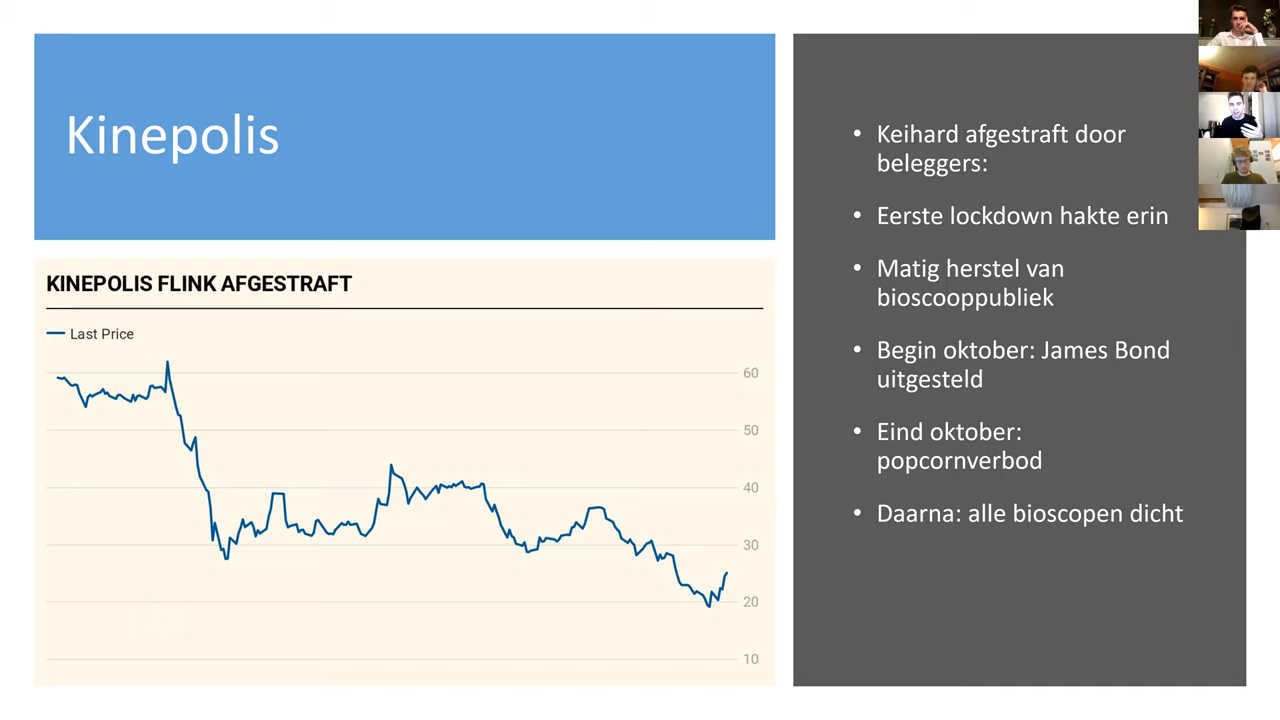 Kinepolis
KINEPOLIS FLINK AFGESTRAFT
Last Price
60
50
40
30
20
10
• Keihard afgestraft door
beleggers:
• Eerste lockdown hakte erin
• Matig herstel van
bioscooppubliek
• Begin oktober: James Bond
uitgesteld
• Eind oktober:
popcornverbod
• Daarna: alle bioscopen dicht